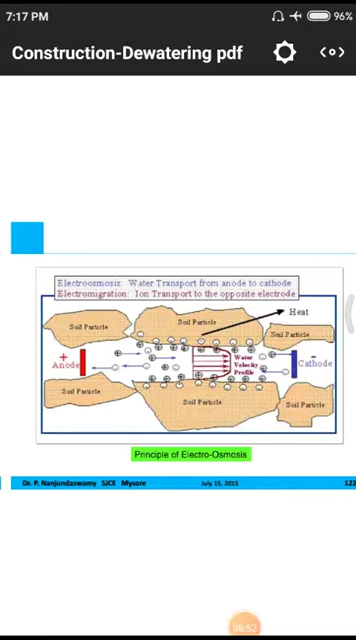 7:17 PM
96%
Construction-Dewatering pdf
Electroosmosis: Water Transport from anode to cathode
Electromigration: Ion Transport to the opposite electrode
Heat
Soil Particle
Soil Particle
Soil Particle
+
Anode
Water
Velocity
Profile
-
Cathode
Soil Particle
Soil Particle
Soil Particle
Principle of Electro-Osmosis
Dr. P. Nanjundaswamy SJCE Mysore July 15, 2015 122
08:52